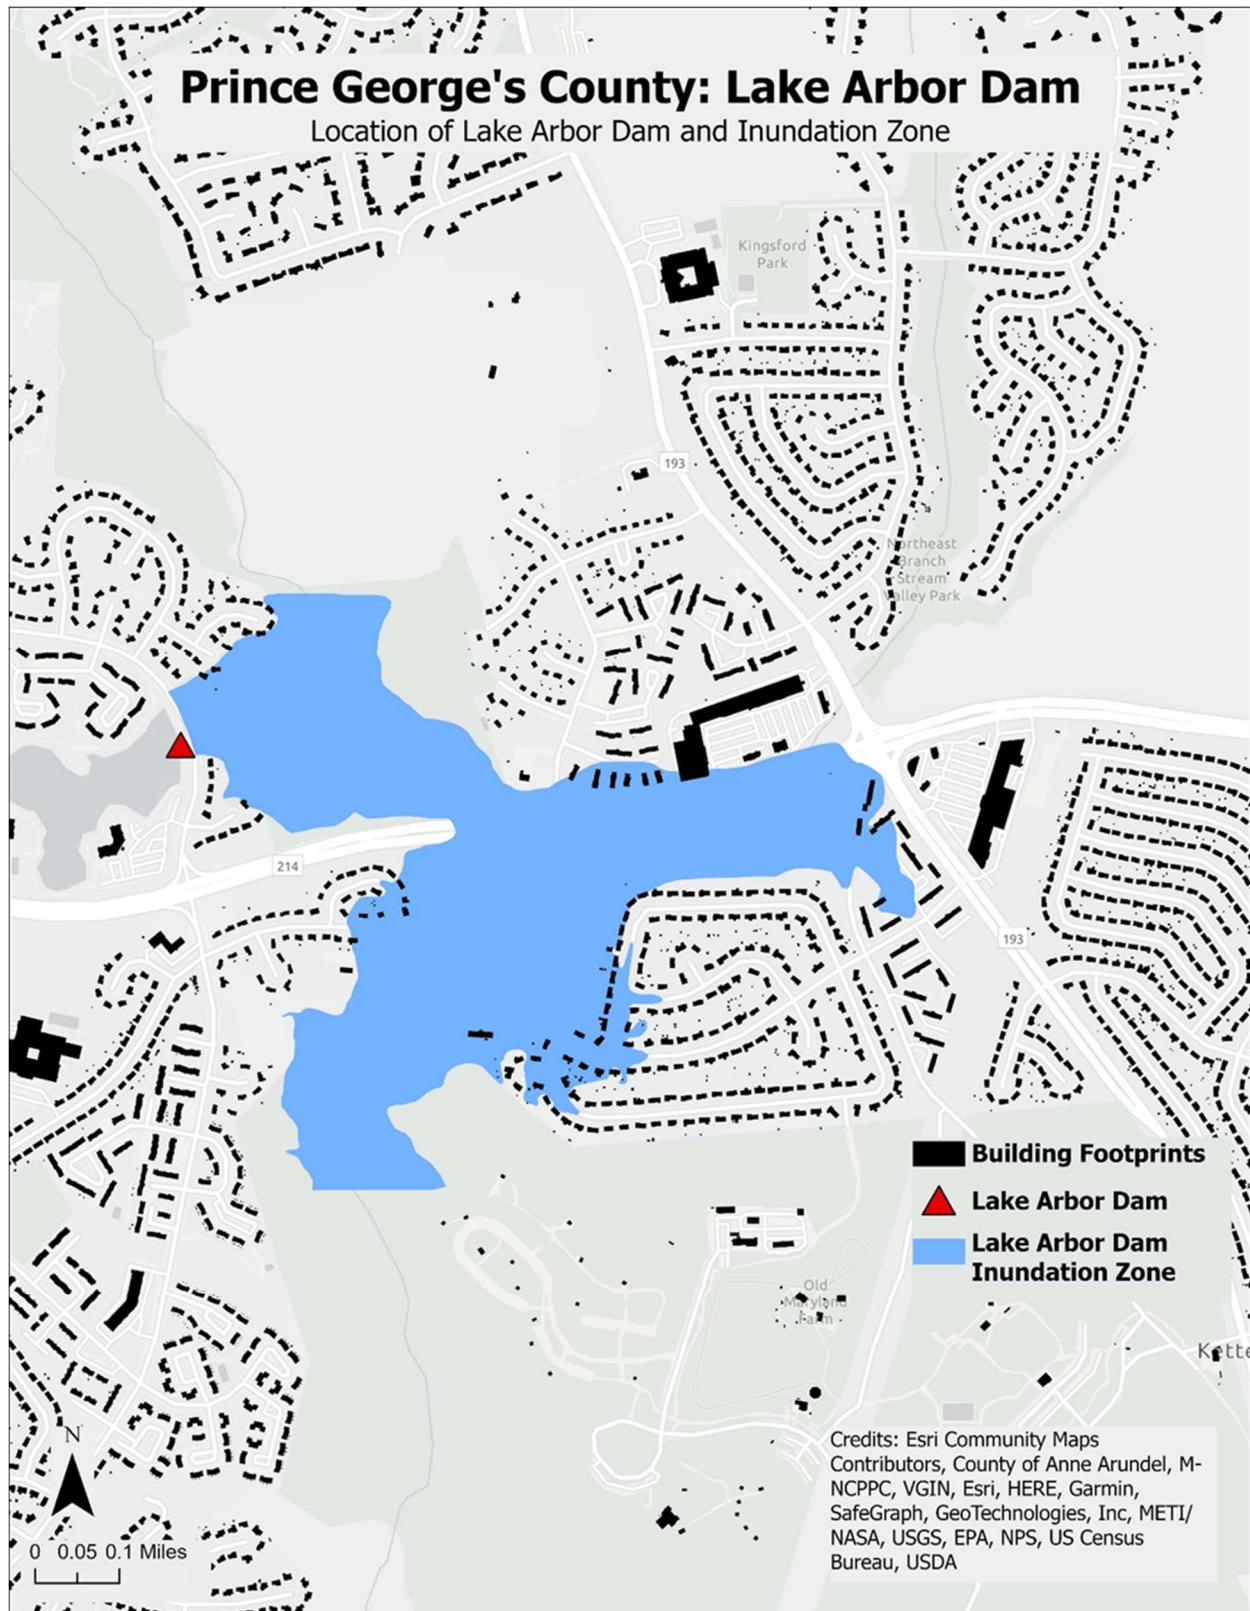 Prince George's County: Lake Arbor Dam
Location of Lake Arbor Dam and Inundation Zone
Kingsford
Park
193
Northeast
Branch
Stream
Valley Park
214
193
Building Footprints
Lake Arbor Dam
Lake Arbor Dam
Inundation Zone
Old
Maryland
Farm
Kette
N
0 0.05 0.1 Miles
Credits: Esri Community Maps
Contributors, County of Anne Arundel, M-
NCPPC, VGIN, Esri, HERE, Garmin,
SafeGraph, GeoTechnologies, Inc, METI/
NASA, USGS, EPA, NPS, US Census
Bureau, USDA